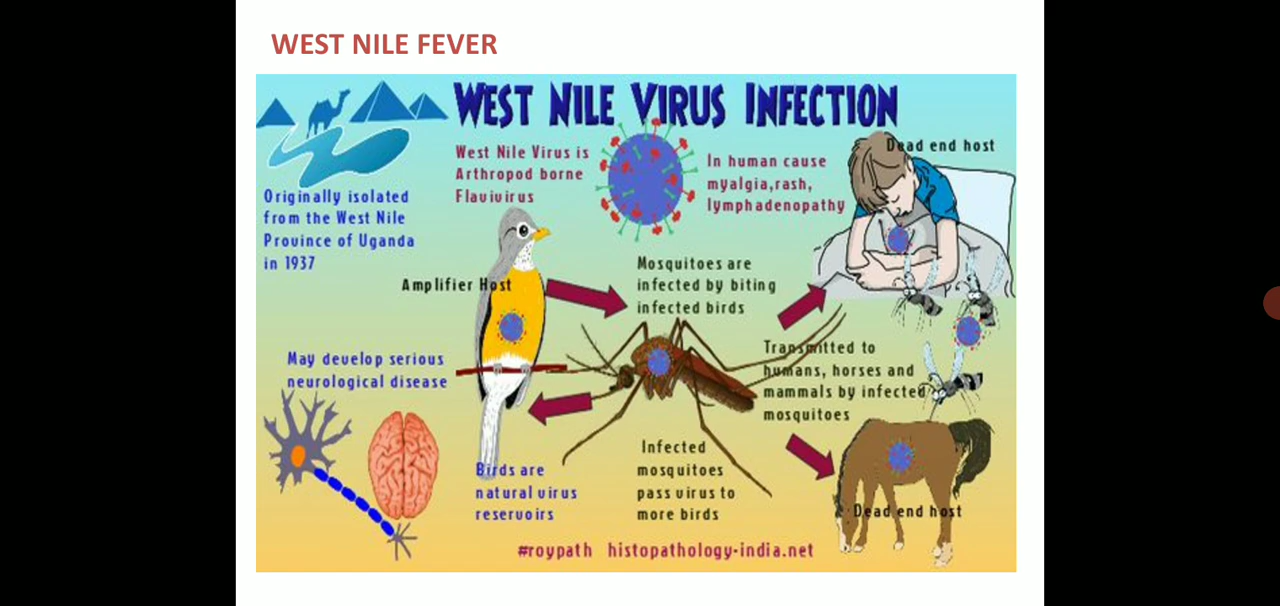 WEST NILE FEVER
WEST NILE VIRUS INFECTION
West Nile Virus is
Arthropod borne
Flavivirus
In human cause
myalgia,rash,
lymphadenopathy
Dead end host
Originally isolated
from the West Nile
Province of Uganda
in 1937
Amplifier Host
Mosquitoes are
infected by biting
infected birds
May develop serious
neurological disease
Transmitted to
humans, horses and
mammals by infected
mosquitoes
Birds are
natural virus
reservoirs
Infected
mosquitoes
pass virus to
more birds
Dead end host
#roypath histopathology-india.net